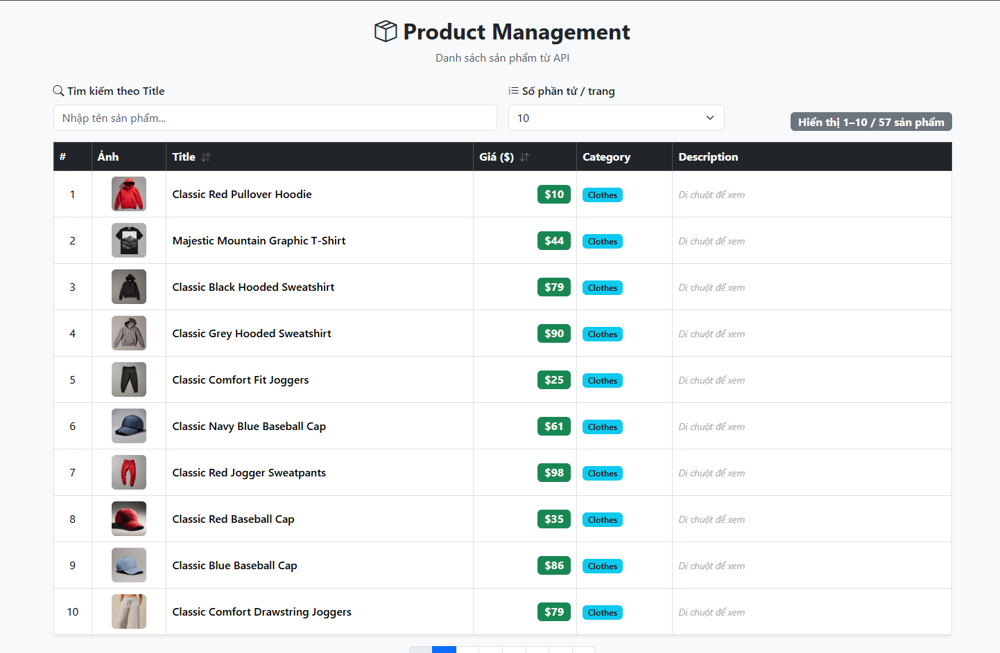 Product Management
Danh sách sản phẩm từ API
Tìm kiếm theo Title
Số phần tử / trang
Nhập tên sản phẩm...
10
Hiển thị 1–10 / 57 sản phẩm
# Ảnh Title Giá ($) Category Description
1 Classic Red Pullover Hoodie $10 Clothes Di chuột để xem
2 Majestic Mountain Graphic T-Shirt $44 Clothes Di chuột để xem
3 Classic Black Hooded Sweatshirt $79 Clothes Di chuột để xem
4 Classic Grey Hooded Sweatshirt $90 Clothes Di chuột để xem
5 Classic Comfort Fit Joggers $25 Clothes Di chuột để xem
6 Classic Navy Blue Baseball Cap $61 Clothes Di chuột để xem
7 Classic Red Jogger Sweatpants $98 Clothes Di chuột để xem
8 Classic Red Baseball Cap $35 Clothes Di chuột để xem
9 Classic Blue Baseball Cap $86 Clothes Di chuột để xem
10 Classic Comfort Drawstring Joggers $79 Clothes Di chuột để xem